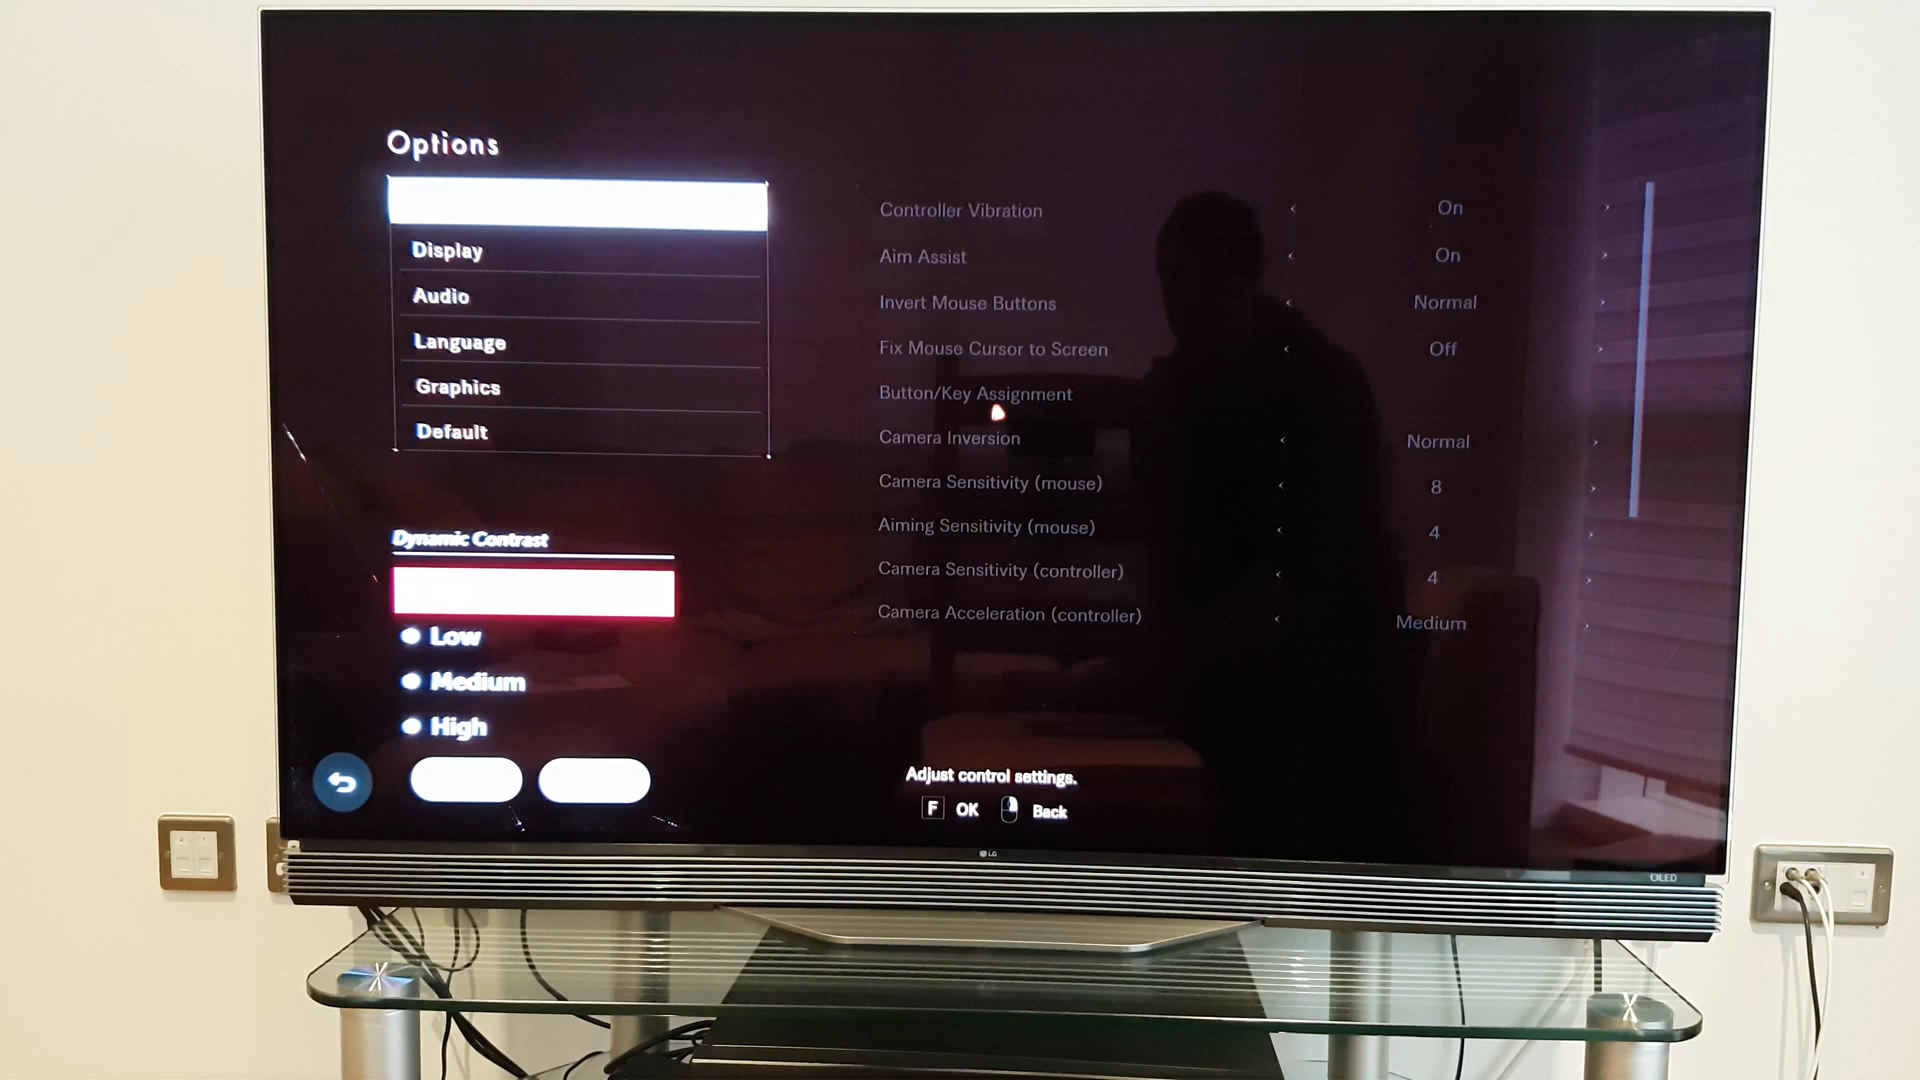 Options
Display
Audio
Language
Graphics
Default
Controller Vibration ‹ On ›
Aim Assist ‹ On ›
Invert Mouse Buttons ‹ Normal ›
Fix Mouse Cursor to Screen ‹ Off ›
Button/Key Assignment
Camera Inversion ‹ Normal ›
Camera Sensitivity (mouse) ‹ 8 ›
Aiming Sensitivity (mouse) ‹ 4 ›
Camera Sensitivity (controller) ‹ 4 ›
Camera Acceleration (controller) ‹ Medium ›
Dynamic Contrast
Low
Medium
High
Adjust control settings.
F OK Back
LG
OLED